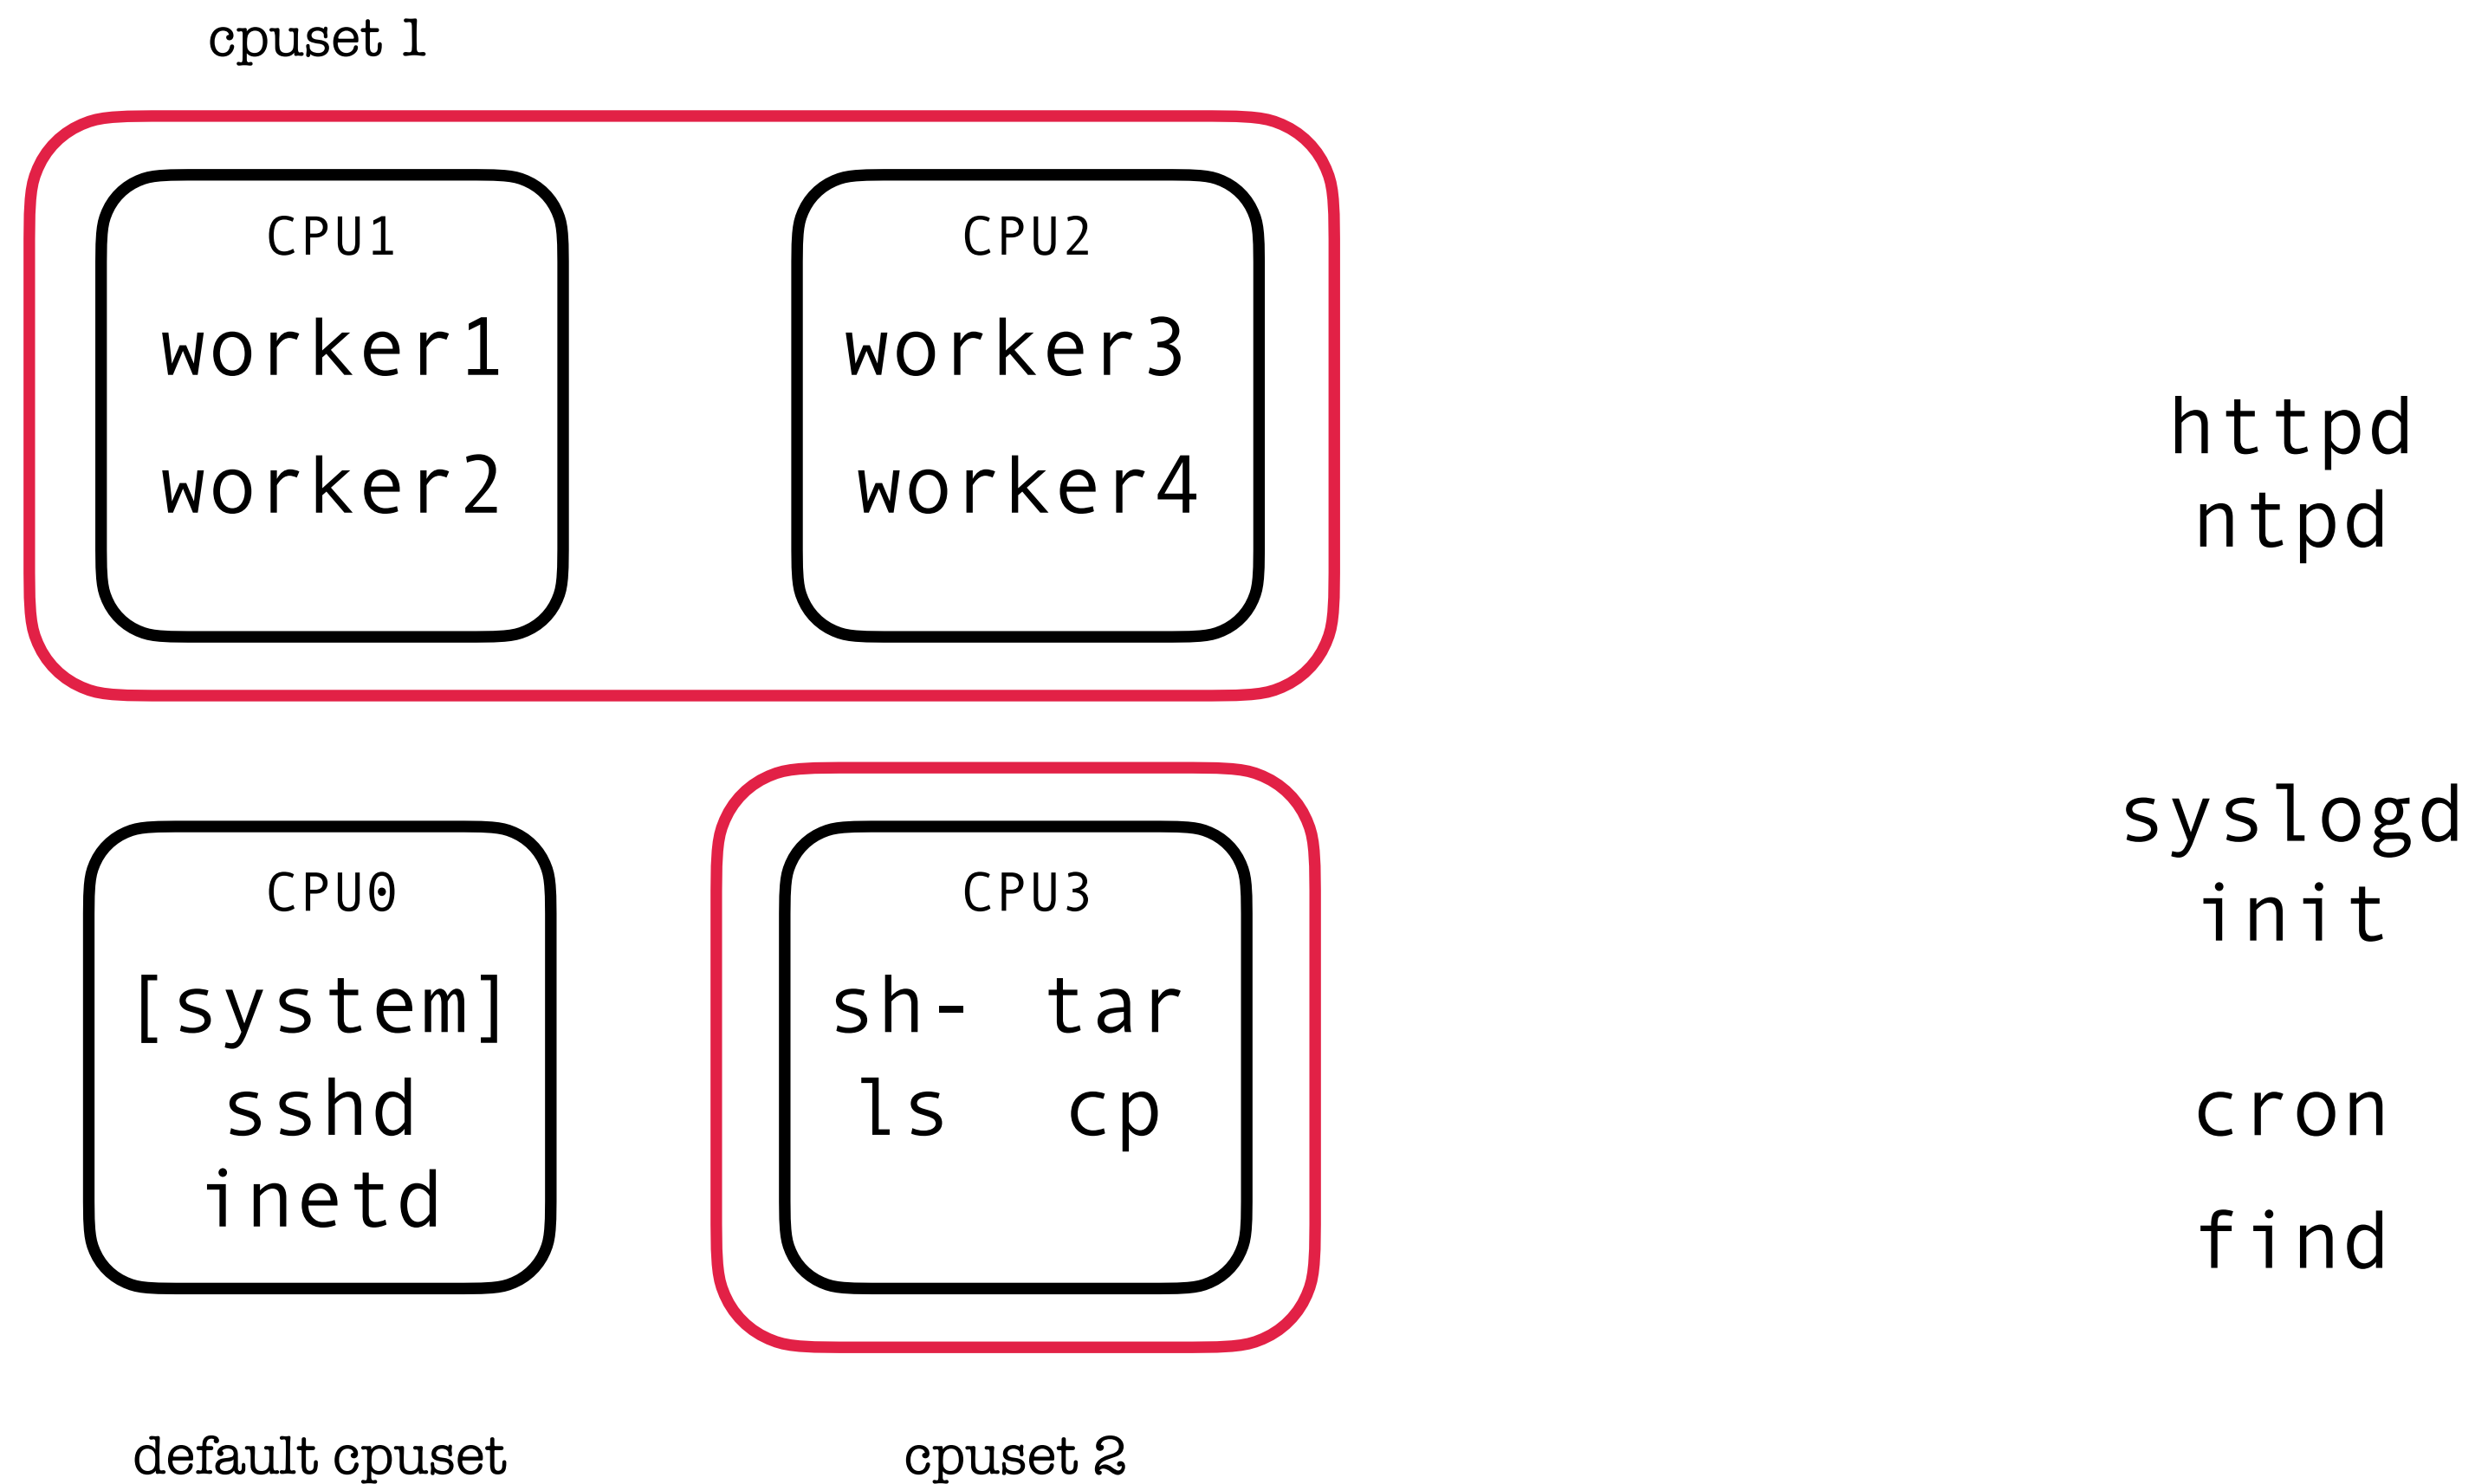 cpuset 1
CPU1
worker1
worker2
CPU2
worker3
worker4
httpd
ntpd
CPU0
[system]
sshd
inetd
CPU3
sh- tar
ls cp
syslogd
init
cron
find
default cpuset
cpuset 2